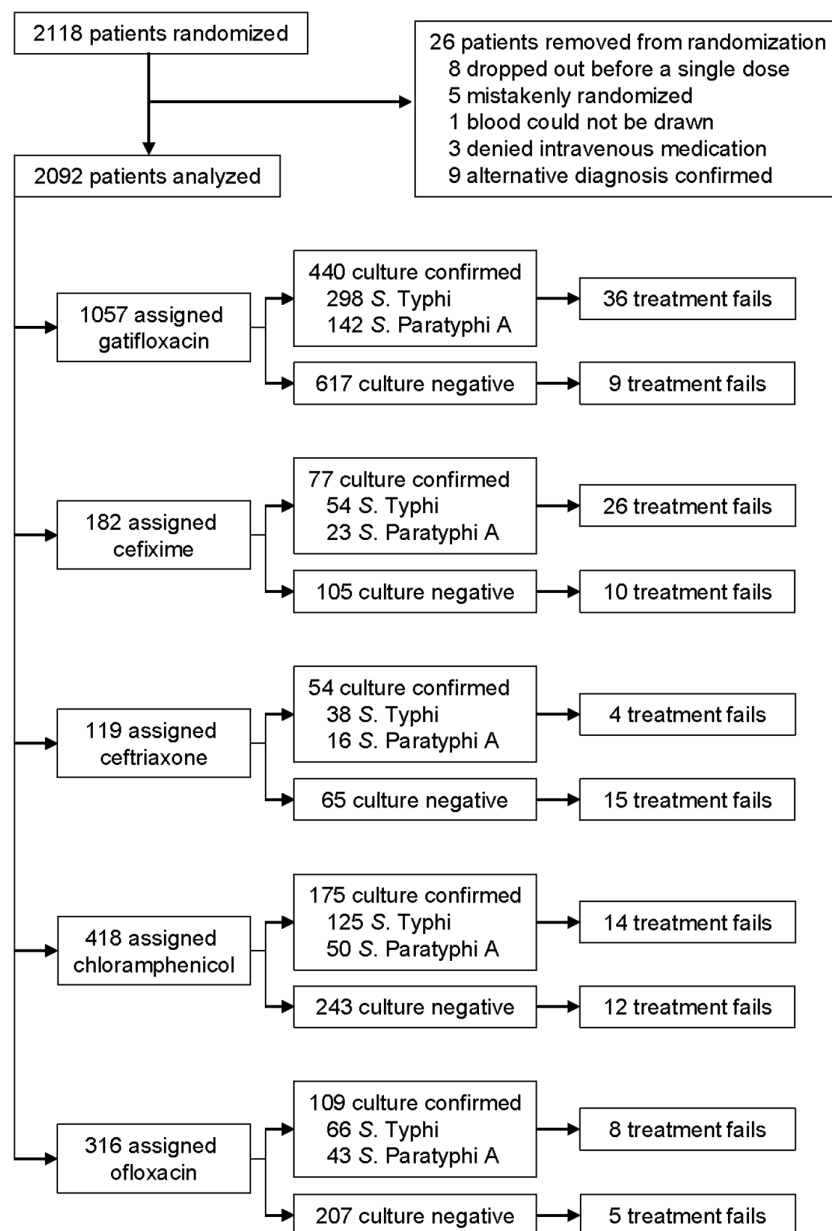 2118 patients randomized
26 patients removed from randomization
8 dropped out before a single dose
5 mistakenly randomized
1 blood could not be drawn
3 denied intravenous medication
9 alternative diagnosis confirmed
2092 patients analyzed
1057 assigned
gatifloxacin
440 culture confirmed
298 S. Typhi
142 S. Paratyphi A
36 treatment fails
617 culture negative
9 treatment fails
182 assigned
cefixime
77 culture confirmed
54 S. Typhi
23 S. Paratyphi A
26 treatment fails
105 culture negative
10 treatment fails
119 assigned
ceftriaxone
54 culture confirmed
38 S. Typhi
16 S. Paratyphi A
4 treatment fails
65 culture negative
15 treatment fails
418 assigned
chloramphenicol
175 culture confirmed
125 S. Typhi
50 S. Paratyphi A
14 treatment fails
243 culture negative
12 treatment fails
316 assigned
ofloxacin
109 culture confirmed
66 S. Typhi
43 S. Paratyphi A
8 treatment fails
207 culture negative
5 treatment fails